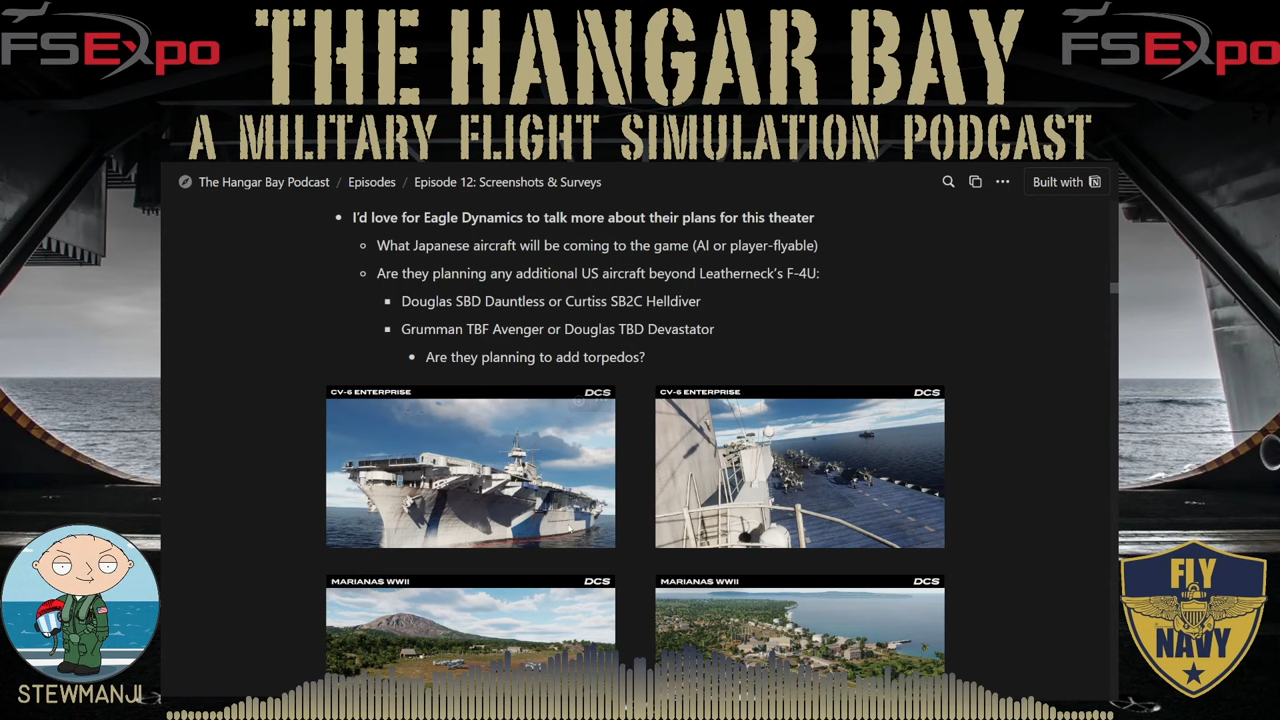 FSExpo
THE HANGAR BAY
FSExpo
A MILITARY FLIGHT SIMULATION PODCAST
The Hangar Bay Podcast / Episodes / Episode 12: Screenshots & Surveys
Built with
I'd love for Eagle Dynamics to talk more about their plans for this theater
What Japanese aircraft will be coming to the game (AI or player-flyable)
Are they planning any additional US aircraft beyond Leatherneck's F-4U:
Douglas SBD Dauntless or Curtiss SB2C Helldiver
Grumman TBF Avenger or Douglas TBD Devastator
Are they planning to add torpedos?
CV-6 ENTERPRISE DCS
CV-6 ENTERPRISE DCS
MARIANAS WWII DCS
MARIANAS WWII DCS
STEWMANJI
FLY
NAVY